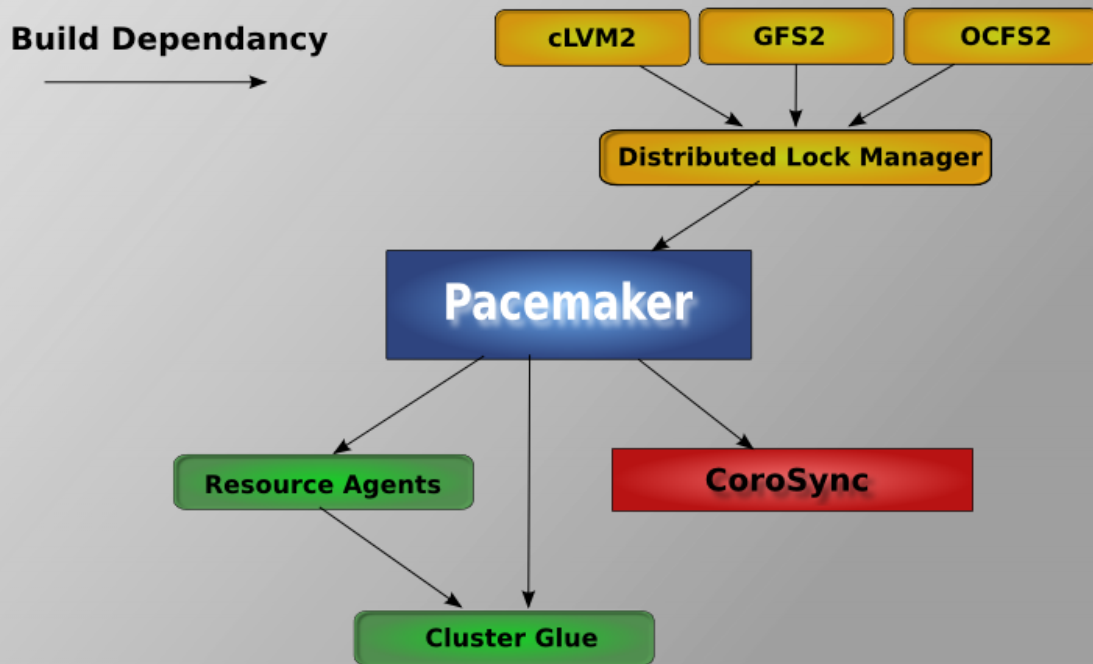 Build Dependancy
cLVM2
GFS2
OCFS2
Distributed Lock Manager
Pacemaker
Resource Agents
CoroSync
Cluster Glue